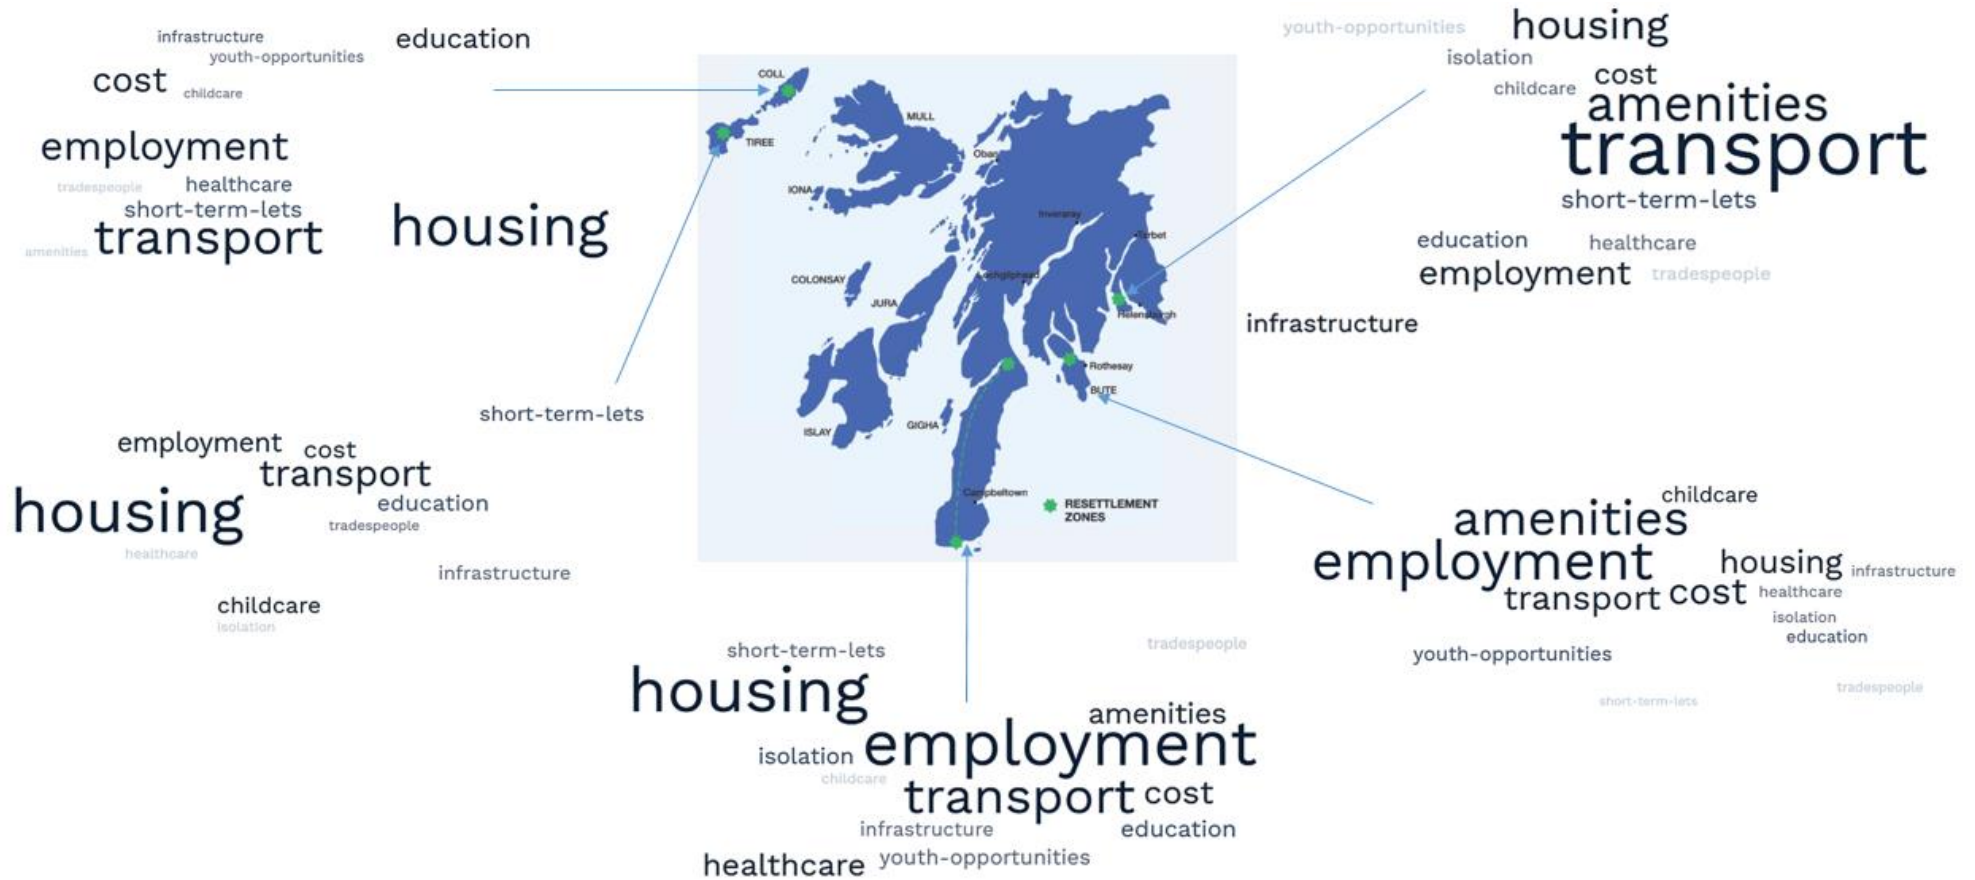 infrastructure
youth-opportunities
education
cost
childcare
employment
tradespeople
healthcare
short-term-lets
transport
amenities
housing
COLL
TIREE
MULL
IONA
Oban
Inveraray
Tarbet
COLONSAY
JURA
Lochgilphead
Helensburgh
ISLAY
GIGHA
Rothesay
BUTE
Campbeltown
RESETTLEMENT
ZONES
youth-opportunities
housing
isolation
cost
childcare
amenities
transport
short-term-lets
education
healthcare
employment
tradespeople
infrastructure
short-term-lets
employment
cost
transport
education
housing
tradespeople
healthcare
infrastructure
childcare
isolation
childcare
amenities
employment
housing
infrastructure
transport
cost
healthcare
isolation
education
youth-opportunities
tradespeople
short-term-lets
short-term-lets
tradespeople
housing
amenities
employment
isolation
childcare
transport
cost
infrastructure
education
healthcare
youth-opportunities